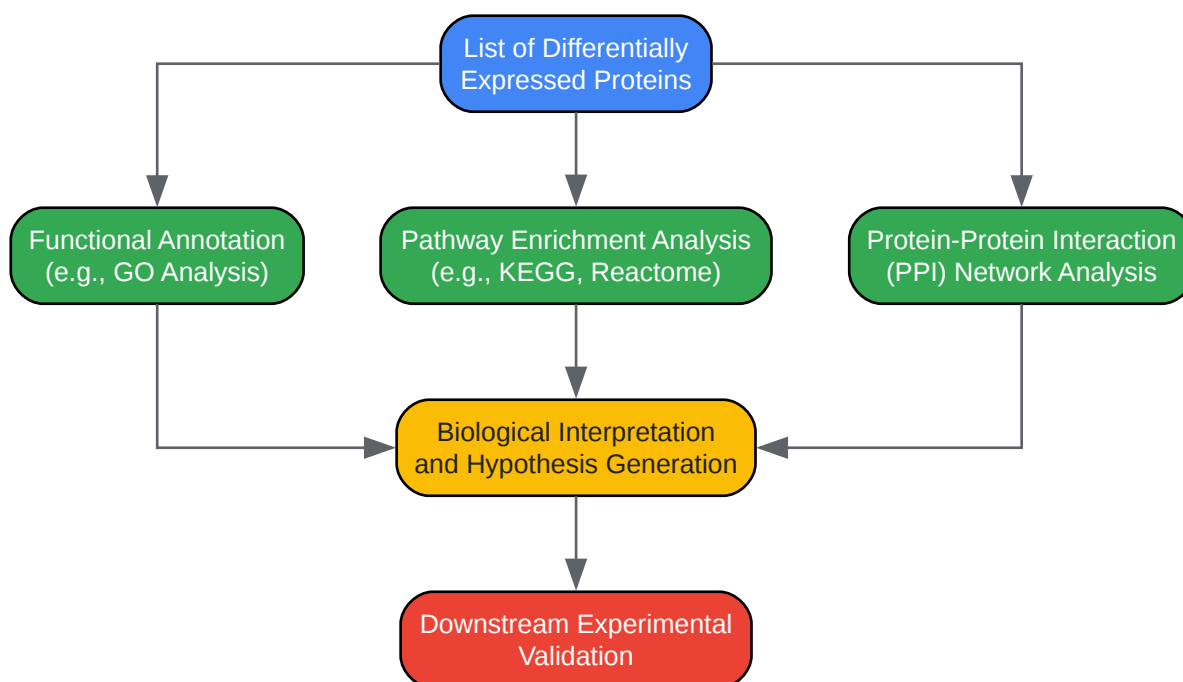 List of Differentially
Expressed Proteins
Functional Annotation
(e.g., GO Analysis)
Pathway Enrichment Analysis
(e.g., KEGG, Reactome)
Protein-Protein Interaction
(PPI) Network Analysis
Biological Interpretation
and Hypothesis Generation
Downstream Experimental
Validation